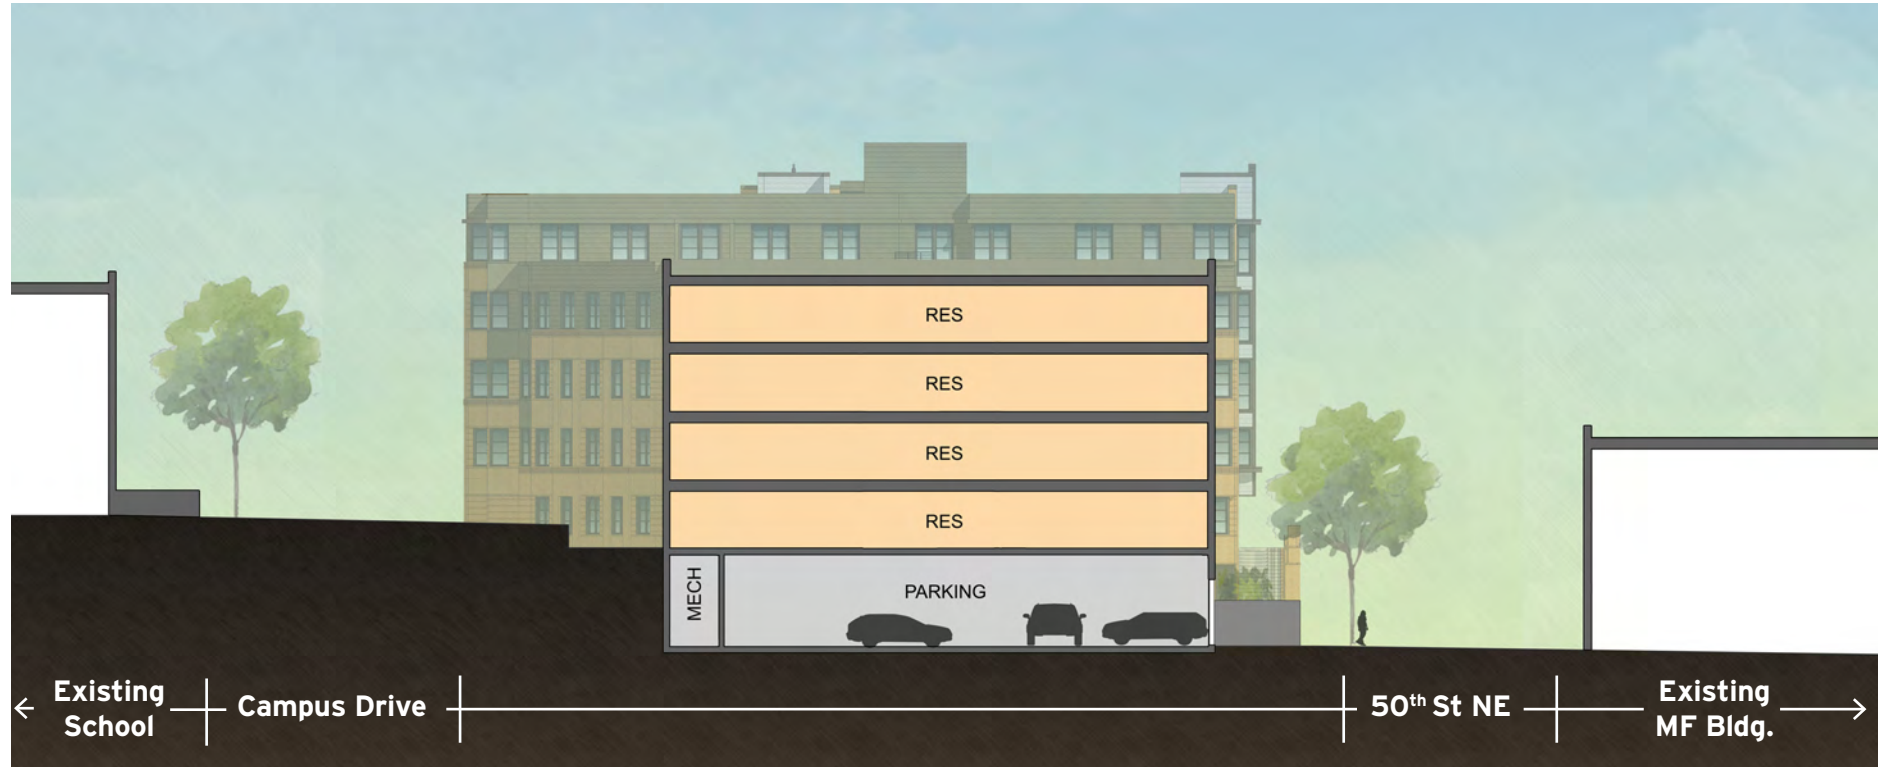 RES
RES
RES
RES
MECH
PARKING
Existing
School
Campus Drive
50th St NE
Existing
MF Bldg.